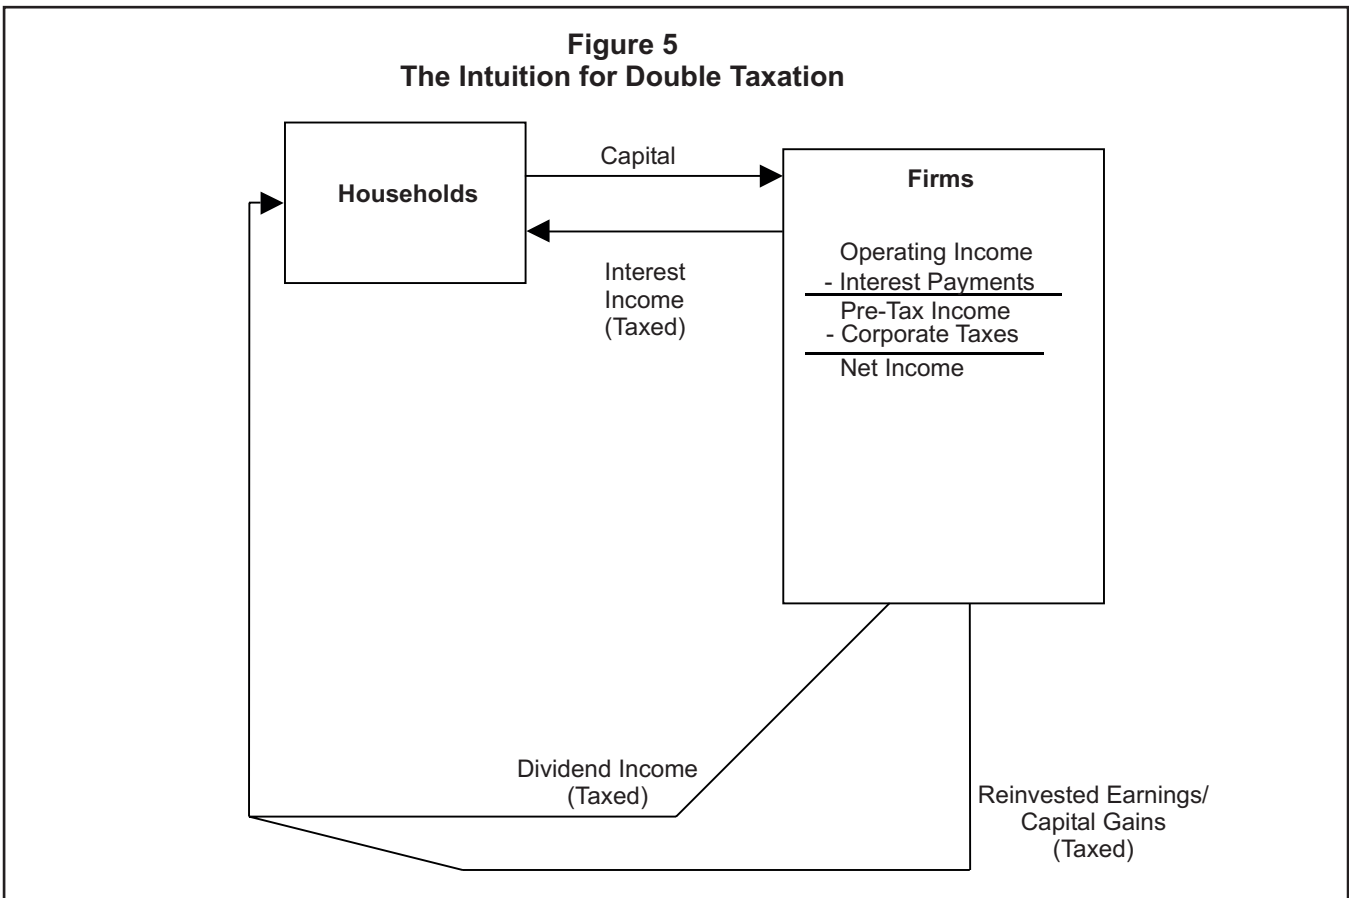 Figure 5
The Intuition for Double Taxation
Households
Capital
Interest
Income
(Taxed)
Firms
Operating Income
- Interest Payments
Pre-Tax Income
- Corporate Taxes
Net Income
Dividend Income
(Taxed)
Reinvested Earnings/
Capital Gains
(Taxed)